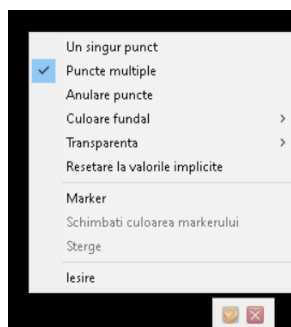 Un singur punct
Puncte multiple
Anulare puncte
Culoare fundal
Transparenta
Resetare la valorile implicite
Marker
Schimbati culoarea markerului
Sterge
Iesire